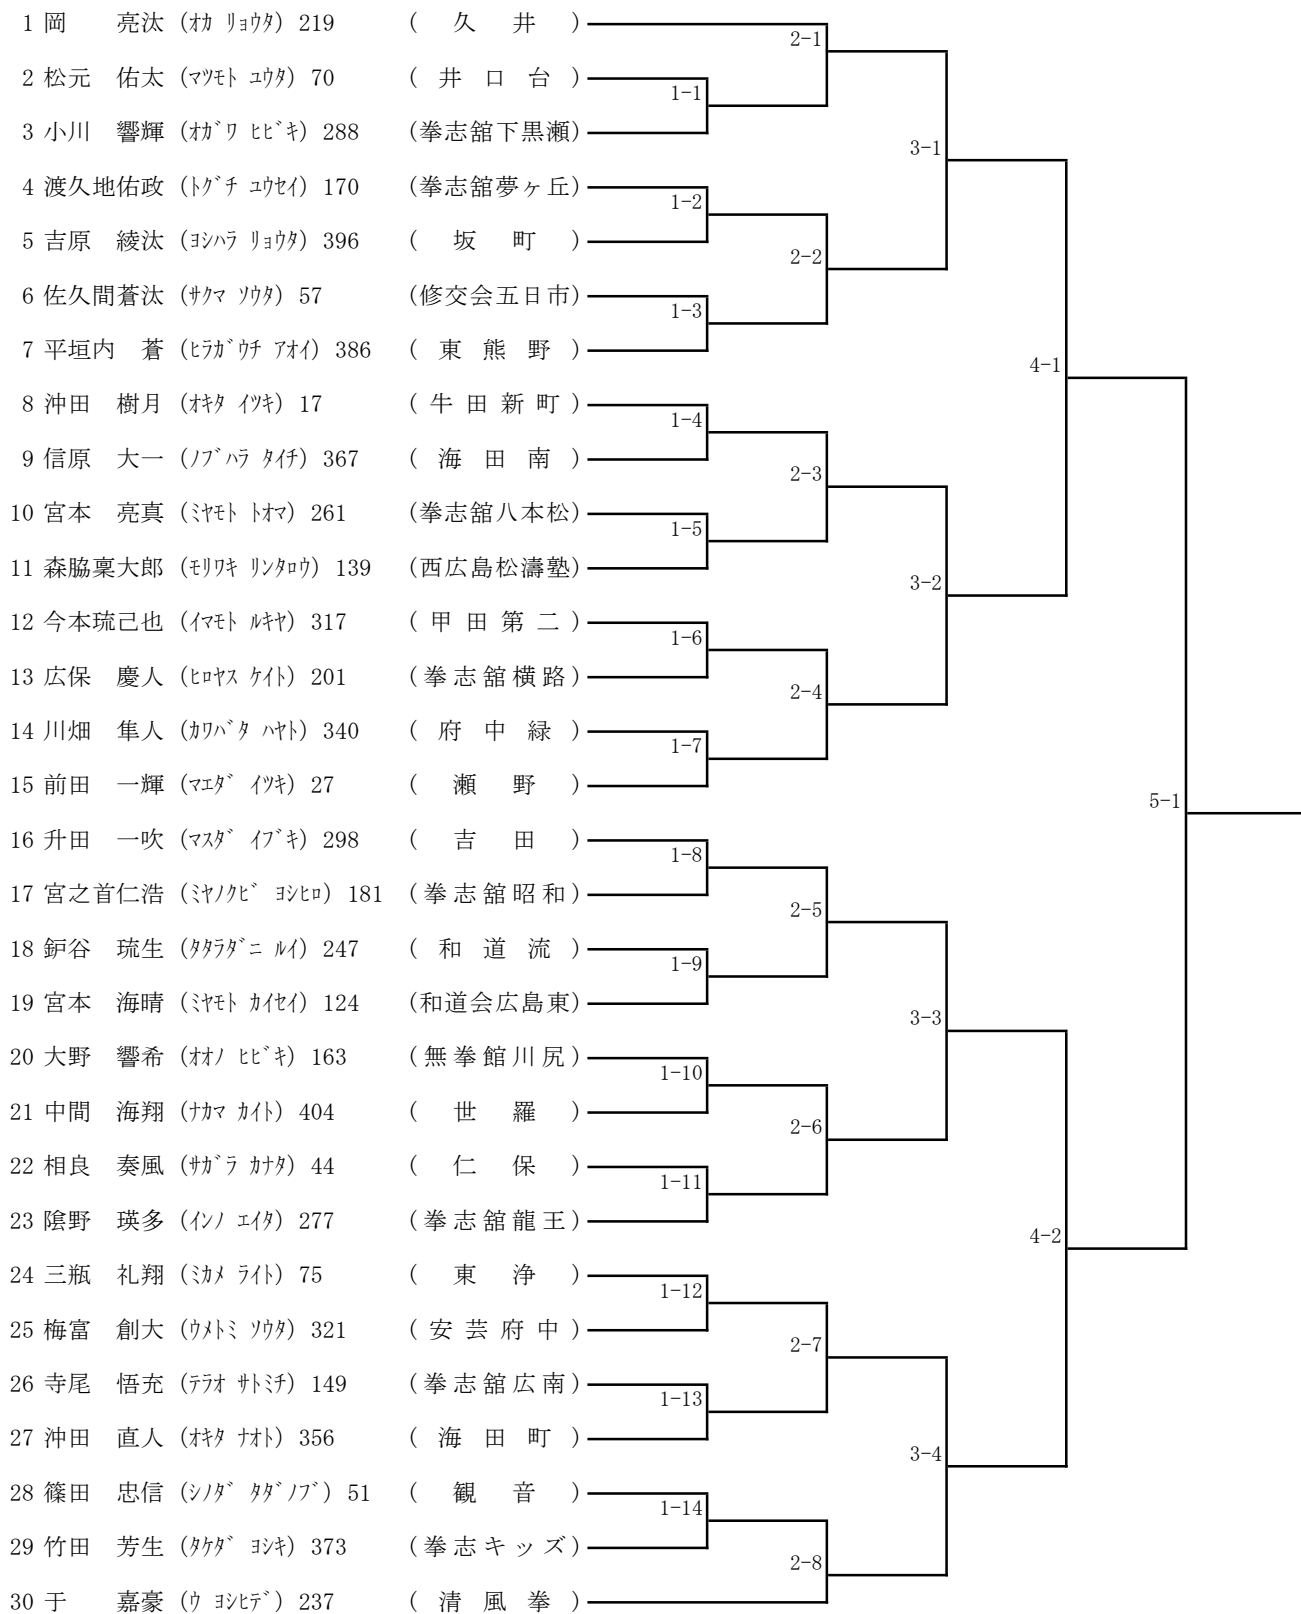 1 岡　　亮汰 (ｵｶ ﾘｮｳﾀ) 219 (　久　井　)
2-1
2 松元　佑太 (ﾏﾂﾓﾄ ﾕｳﾀ) 70 (　井　口　台　)
1-1
3 小川　響輝 (ｵｶﾞﾜ ﾋﾋﾞｷ) 288 (拳志舘下黒瀬)
3-1
4 渡久地佑政 (ﾄｸﾞﾁ ﾕｳｾｲ) 170 (拳志舘夢ヶ丘)
1-2
5 吉原　綾汰 (ﾖｼﾊﾗ ﾘｮｳﾀ) 396 (　坂　町　)
2-2
6 佐久間蒼汰 (ｻｸﾏ ｿｳﾀ) 57 (修交会五日市)
1-3
7 平垣内　蒼 (ﾋﾗｶﾞｳﾁ ｱｵｲ) 386 (　東　熊　野　)
4-1
8 沖田　樹月 (ｵｷﾀ ｲﾂｷ) 17 (牛田新町)
1-4
9 信原　大一 (ﾉﾌﾞﾊﾗ ﾀｲﾁ) 367 (　海　田　南　)
2-3
10 宮本　亮真 (ﾐﾔﾓﾄ ﾄｵﾏ) 261 (拳志舘八本松)
1-5
11 森脇稟大郎 (ﾓﾘﾜｷ ﾘﾝﾀﾛｳ) 139 (西広島松濤塾)
3-2
12 今本琉己也 (ｲﾏﾓﾄ ﾙｷﾔ) 317 (甲田第二)
1-6
13 広保　慶人 (ﾋﾛﾔｽ ｹｲﾄ) 201 (拳志舘横路)
2-4
14 川畑　隼人 (ｶﾜﾊﾞﾀ ﾊﾔﾄ) 340 (　府　中　緑　)
1-7
15 前田　一輝 (ﾏｴﾀﾞ ｲﾂｷ) 27 (　瀬　野　)
5-1
16 升田　一吹 (ﾏｽﾀﾞ ｲﾌﾞｷ) 298 (　吉　田　)
1-8
17 宮之首仁浩 (ﾐﾔﾉｸﾋﾞ ﾖｼﾋﾛ) 181 (拳志舘昭和)
2-5
18 鈩谷　琉生 (ﾀﾀﾗﾀﾞﾆ ﾙｲ) 247 (　和　道　流　)
1-9
19 宮本　海晴 (ﾐﾔﾓﾄ ｶｲｾｲ) 124 (和道会広島東)
3-3
20 大野　響希 (ｵｵﾉ ﾋﾋﾞｷ) 163 (無拳館川尻)
1-10
21 中間　海翔 (ﾅｶﾏ ｶｲﾄ) 404 (　世　羅　)
2-6
22 相良　奏風 (ｻｶﾞﾗ ｶﾅﾀ) 44 (　仁　保　)
1-11
23 陰野　瑛多 (ｲﾝﾉ ｴｲﾀ) 277 (拳志舘龍王)
4-2
24 三瓶　礼翔 (ﾐｶﾒ ﾗｲﾄ) 75 (　東　浄　)
1-12
25 梅富　創大 (ｳﾒﾄﾐ ｿｳﾀ) 321 (安芸府中)
2-7
26 寺尾　悟充 (ﾃﾗｵ ｻﾄﾐﾁ) 149 (拳志舘広南)
1-13
27 沖田　直人 (ｵｷﾀ ﾅｵﾄ) 356 (　海　田　町　)
3-4
28 篠田　忠信 (ｼﾉﾀﾞ ﾀﾀﾞﾉﾌﾞ) 51 (　観　音　)
1-14
29 竹田　芳生 (ﾀｹﾀﾞ ﾖｼｷ) 373 (拳志キッズ)
2-8
30 于　　嘉豪 (ｳ ﾖｼﾋﾃﾞ) 237 (　清　風　拳　)